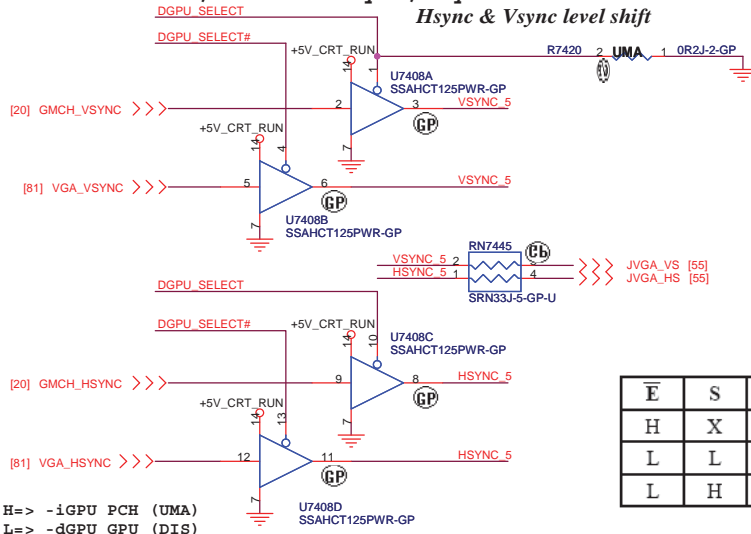 Hsync & Vsync level shift
DGPU_SELECT
DGPU_SELECT#
+5V_CRT_RUN
14
1
U7408A
SSAHCT125PWR-GP
R7420
2
UMA
1
0R2J-2-GP
[20] GMCH_VSYNC
2
3
VSYNC_5
GP
7
+5V_CRT_RUN
14
4
[81] VGA_VSYNC
5
6
VSYNC_5
GP
7
U7408B
SSAHCT125PWR-GP
RN7445
VSYNC_5 2
HSYNC_5 1
4
JVGA_VS [55]
JVGA_HS [55]
SRN33J-5-GP-U
DGPU_SELECT
DGPU_SELECT#
+5V_CRT_RUN
14
10
U7408C
SSAHCT125PWR-GP
[20] GMCH_HSYNC
9
8
HSYNC_5
GP
7
+5V_CRT_RUN
14
13
[81] VGA_HSYNC
12
11
HSYNC_5
GP
7
U7408D
SSAHCT125PWR-GP
E S
H X
L L
L H
H=> -iGPU PCH (UMA)
L=> -dGPU GPU (DIS)